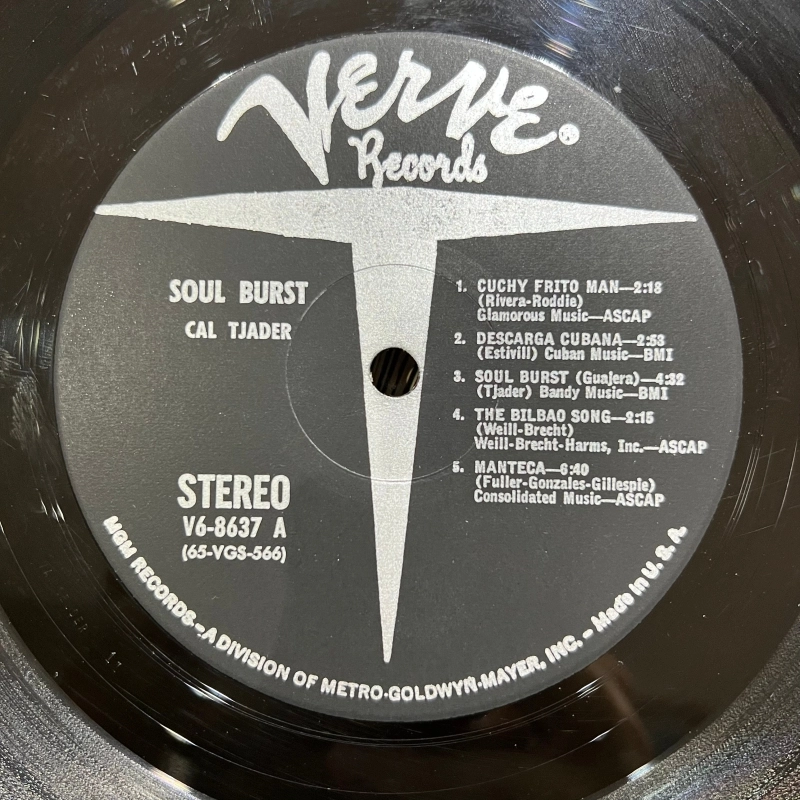 VERVE®
Records
SOUL BURST
CAL TJADER
1. CUCHY FRITO MAN—2:18
(Rivera-Roddie)
Glamorous Music—ASCAP
2. DESCARGA CUBANA—2:53
(Estivill) Cuban Music—BMI
3. SOUL BURST (Guajera)—4:32
(Tjader) Bandy Music—BMI
4. THE BILBAO SONG—2:15
(Weill-Brecht)
Weill-Brecht-Harms, Inc.—ASCAP
5. MANTECA—6:40
(Fuller-Gonzales-Gillespie)
Consolidated Music—ASCAP
STEREO
V6-8637 A
(65-VGS-566)
MGM RECORDS–A DIVISION OF METRO-GOLDWYN-MAYER, INC. – Made in U. S. A.